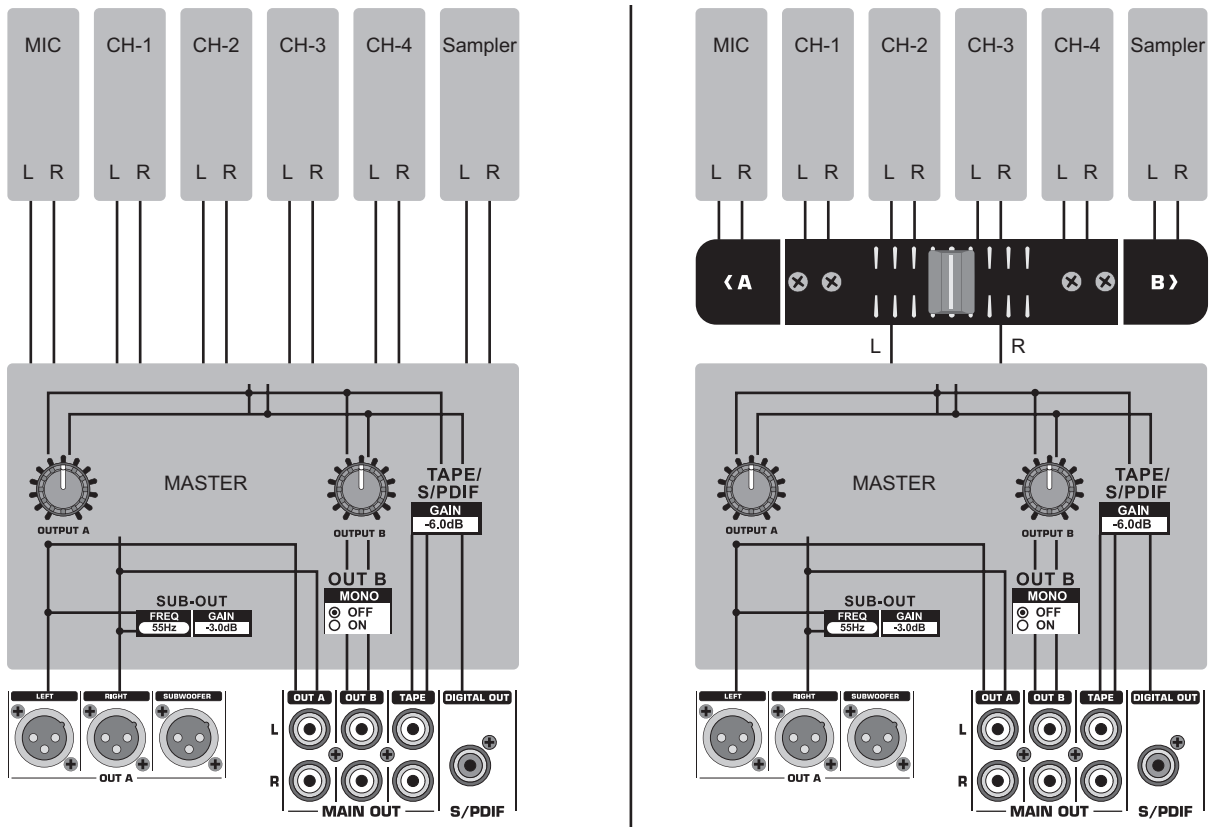 MIC CH-1 CH-2 CH-3 CH-4 Sampler
L R L R L R L R L R L R
MASTER
TAPE/
S/PDIF
GAIN
-6.0dB
OUTPUT A
OUTPUT B
OUT B
MONO
OFF
ON
SUB-OUT
FREQ GAIN
55Hz -3.0dB
LEFT RIGHT SUBWOOFER OUT A OUT B TAPE DIGITAL OUT
L
R
OUT A
MAIN OUT S/PDIF
MIC CH-1 CH-2 CH-3 CH-4 Sampler
L R L R L R L R L R L R
‹ A B ›
L R
MASTER
TAPE/
S/PDIF
GAIN
-6.0dB
OUTPUT A
OUTPUT B
OUT B
MONO
OFF
ON
SUB-OUT
FREQ GAIN
55Hz -3.0dB
LEFT RIGHT SUBWOOFER OUT A OUT B TAPE DIGITAL OUT
L
R
OUT A
MAIN OUT S/PDIF